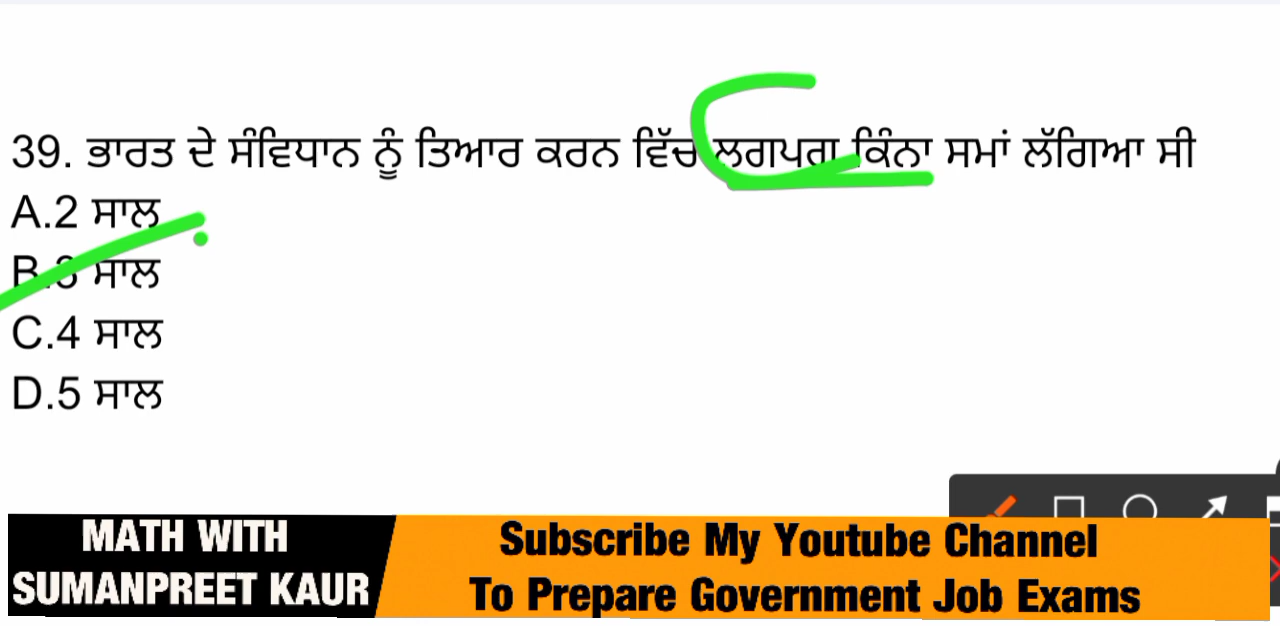 39. ਭਾਰਤ ਦੇ ਸੰਵਿਧਾਨ ਨੂੰ ਤਿਆਰ ਕਰਨ ਵਿੱਚ ਲਗਪਗ ਕਿੰਨਾ ਸਮਾਂ ਲੱਗਿਆ ਸੀ
A.2 ਸਾਲ
B.3 ਸਾਲ
C.4 ਸਾਲ
D.5 ਸਾਲ
MATH WITH
SUMANPREET KAUR
Subscribe My Youtube Channel
To Prepare Government Job Exams